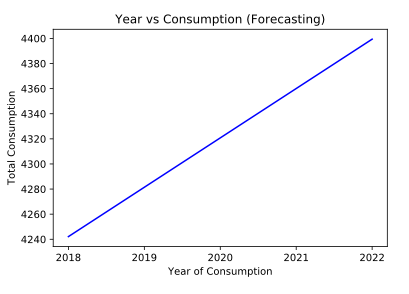 Year vs Consumption (Forecasting)
Total Consumption
4400
4380
4360
4340
4320
4300
4280
4260
4240
2018 2019 2020 2021 2022
Year of Consumption